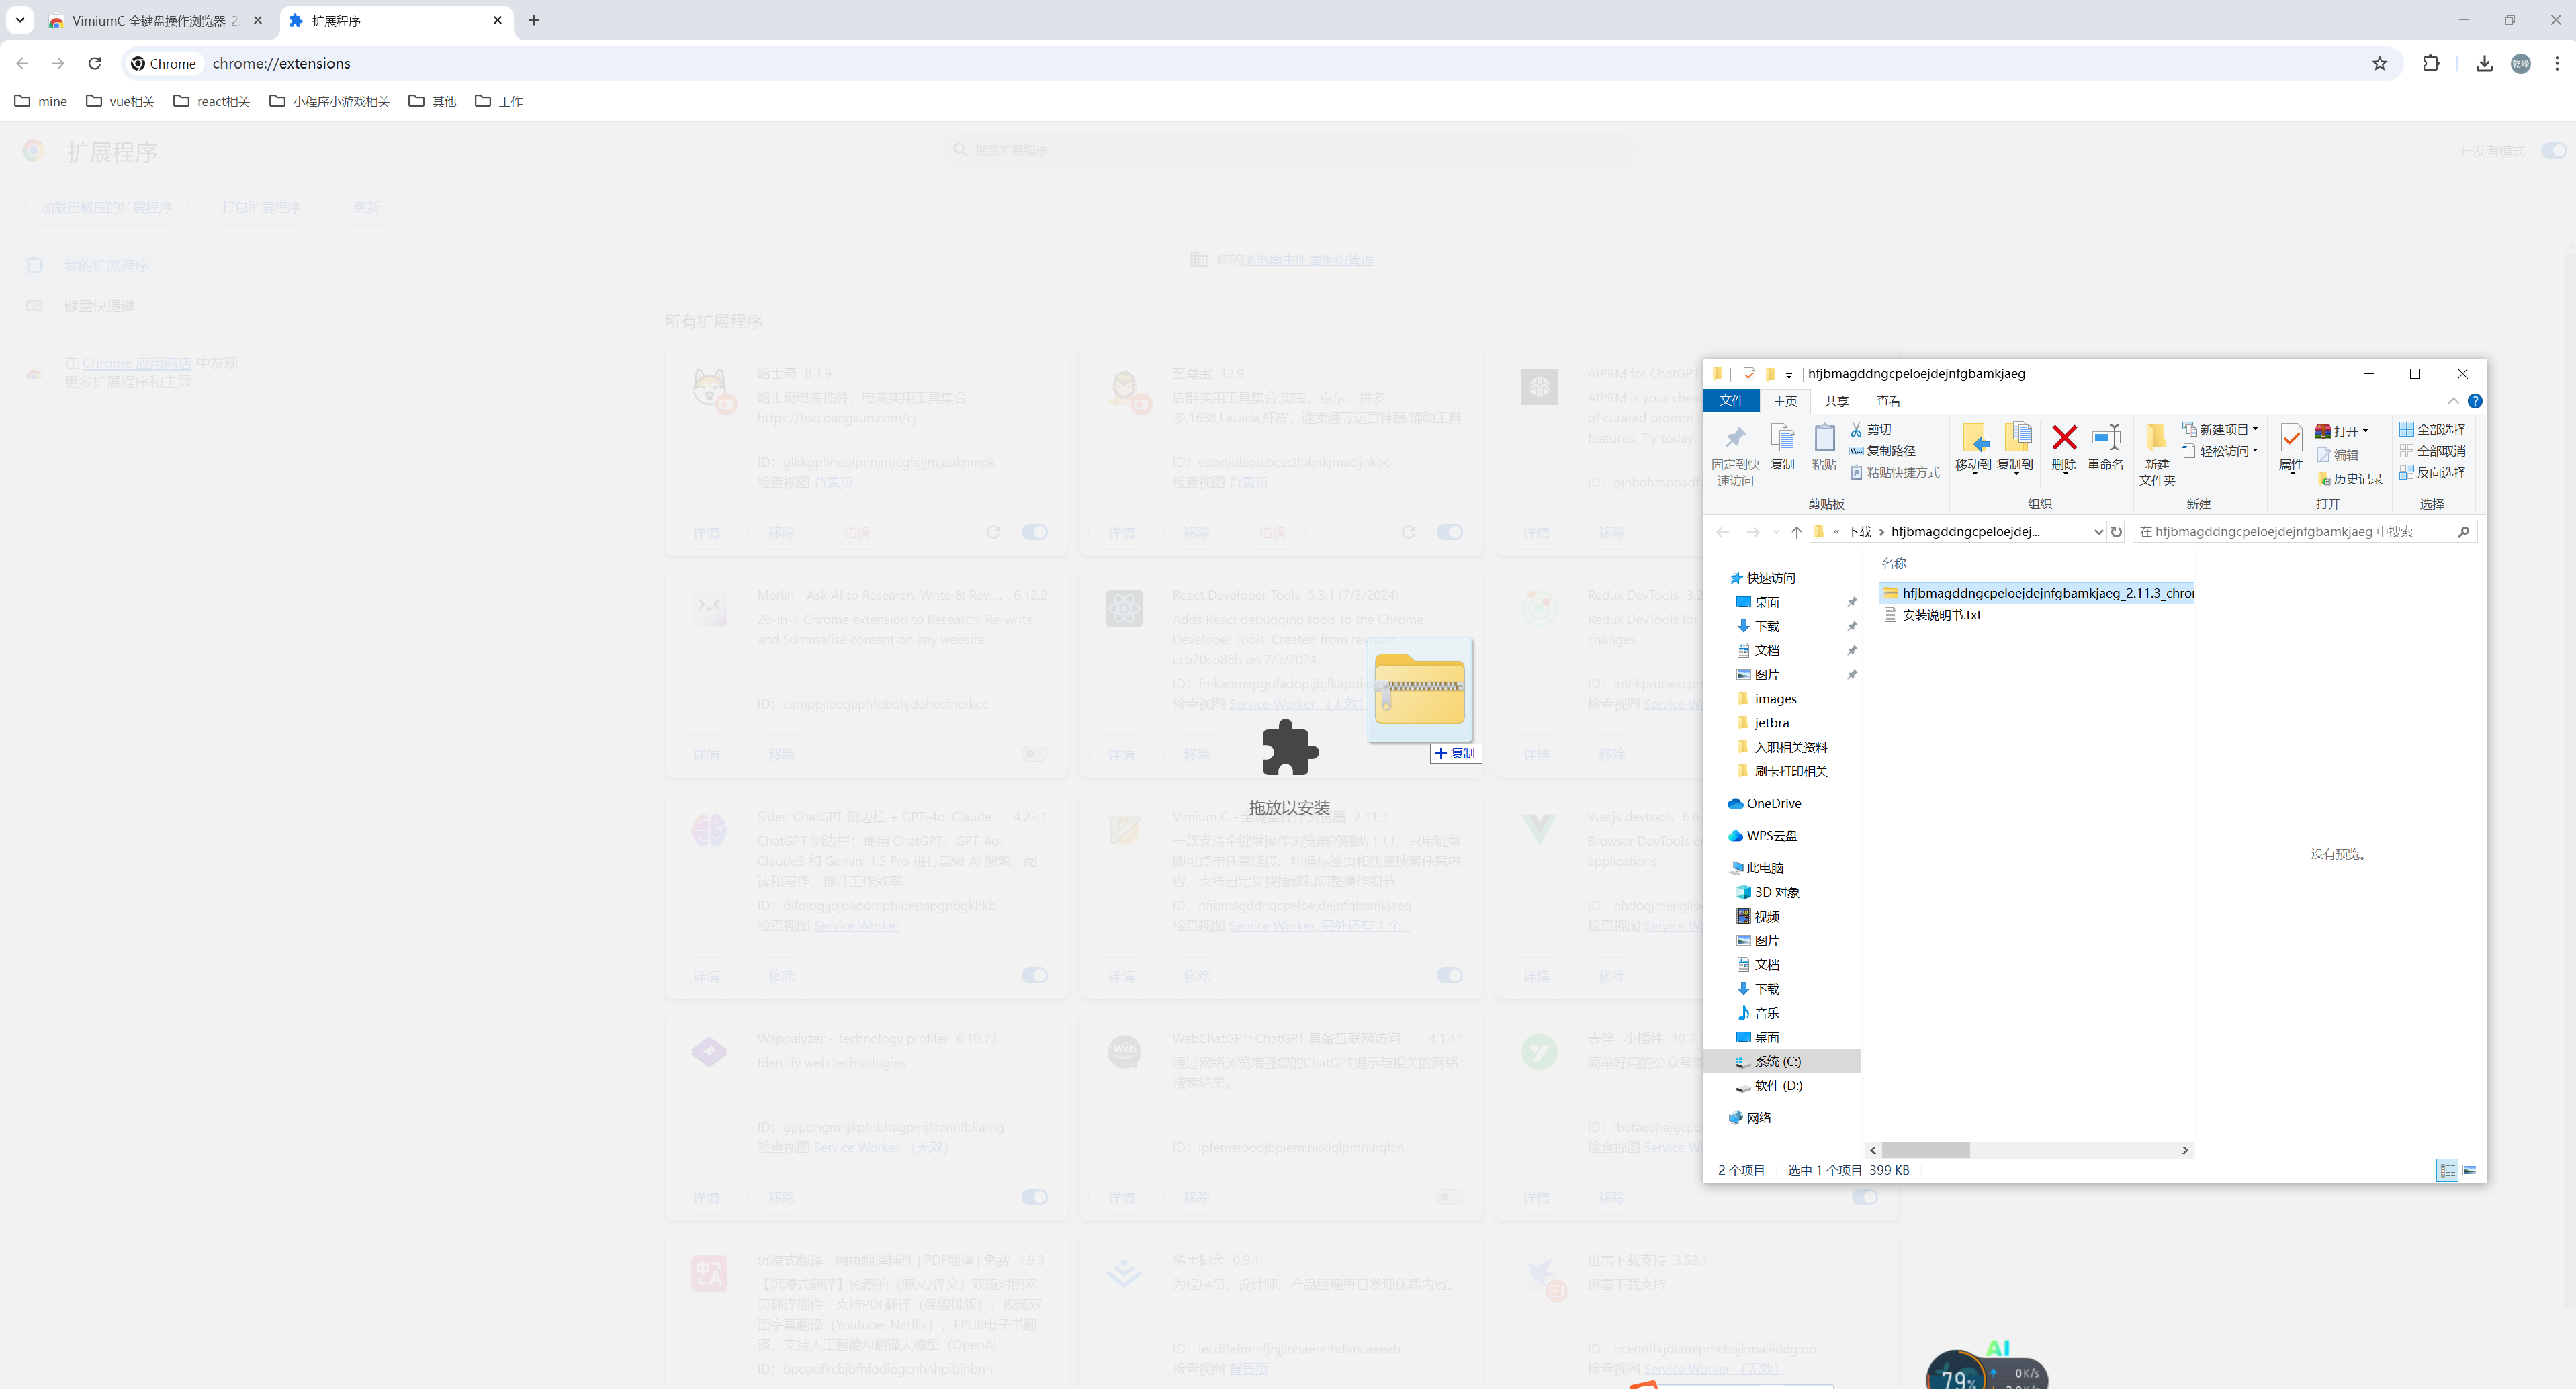 VimiumC 全键盘操作浏览器 2
扩展程序
Chrome
chrome://extensions
乾峰
mine
vue相关
react相关
小程序小游戏相关
其他
工作
扩展程序
搜索扩展程序
开发者模式
加载已解压的扩展程序
打包扩展程序
更新
我的扩展程序
键盘快捷键
在 Chrome 应用商店 中发现
更多扩展程序和主题
您的浏览器由所属组织管理
所有扩展程序
哈士奇 8.4.9
哈士奇电商插件、电商实用工具集合
https://hsq.dangxun.com/cj
ID：glkkgphneblpnnjmjegfejjmjapknmpk
检查视图 背景页
详情
移除
错误
至尊宝 12.9
店群实用工具集合,淘宝、京东、拼多
多,1688,Lazada,虾皮、速卖通等运营神器,辅助工具
ID：eobnibleoiebcecifblpikjmacijhkbo
检查视图 背景页
详情
移除
错误
AIPRM for ChatGPT
AIPRM is your cheat
of curated prompt t
features. Try today
ID：ojnbohmppadf
详情
移除
Merlin - Ask AI to Research, Write & Revi... 6.12.2
26-in-1 Chrome extension to Research, Re-write,
and Summarise content on any website
ID：camppjleccjaphfdbohjdohecfnoikec
详情
移除
React Developer Tools 5.3.1 (7/3/2024)
Adds React debugging tools to the Chrome
Developer Tools. Created from revision
ccb20cb88b on 7/3/2024.
ID：fmkadmapgofadopljbjfkapdk
检查视图 Service Worker （无效）
详情
移除
Redux DevTools 3.2
Redux DevTools for
changes.
ID：lmhkpmbekcpm
检查视图 Service W
详情
移除
复制
拖放以安装
Sider: ChatGPT 侧边栏 + GPT-4o, Claude ... 4.22.1
ChatGPT 侧边栏：使用 ChatGPT、GPT-4o、
Claude3 和 Gemini 1.5 Pro 进行高级 AI 搜索、阅
读和写作，提升工作效率。
ID：difoiogjjojoaoomphldepapgpbgkhkb
检查视图 Service Worker
详情
移除
Vimium C - 全键盘操作浏览器 2.11.3
一款支持全键盘操作浏览器的辅助工具，只用键盘
即可点击任意链接、切换标签页和快速搜索任意内
容，支持自定义快捷键和调整操作细节
ID：hfjbmagddngcpeloejdejnfgbamkjaeg
检查视图 Service Worker, 另外还有 1 个...
详情
移除
Vue.js devtools 6.6
Browser DevTools e
applications.
ID：nhdogjmejiglip
检查视图 Service W
详情
移除
Wappalyzer - Technology profiler 6.10.73
Identify web technologies
ID：gppongmhjkpfnbhagpmjfkannfbllamg
检查视图 Service Worker （无效）
详情
移除
WebChatGPT: ChatGPT 具备互联网访问... 4.1.41
通过网络浏览增强您的ChatGPT提示与相关的网络
搜索结果。
ID：lpfemeioodjbpieminkklglpmhlngfcn
详情
移除
壹伴 · 小插件 10.3.7
简单好用的公众号效
ID：ibefaeehajgcpo
检查视图 Service W
详情
移除
沉浸式翻译 - 网页翻译插件 | PDF翻译 | 免费 1.9.3
【沉浸式翻译】免费的（原文/译文）双语对照网
页翻译插件，支持PDF翻译（保留排版），视频双
语字幕翻译（Youtube, Netflix），EPUB电子书翻
译；支持人工智能AI翻译大模型（OpenAI
ID：bpoadfkcbjbfhfodiogcnhhhpibjhbnh
稀土掘金 0.9.1
为程序员、设计师、产品经理每日发现优质内容。
ID：lecdifefmmfjnjjinhaennhdlmcaeeeb
检查视图 背景页
迅雷下载支持 3.52.1
迅雷下载支持
ID：ncennffkjdiamlpmcbajkmaiiiddgioo
检查视图 Service Worker （无效）
hfjbmagddngcpeloejdejnfgbamkjaeg
文件
主页
共享
查看
固定到快
速访问
复制
粘贴
剪切
复制路径
粘贴快捷方式
移动到
复制到
删除
重命名
新建
文件夹
新建项目
轻松访问
属性
打开
编辑
历史记录
全部选择
全部取消
反向选择
剪贴板
组织
新建
打开
选择
« 下载 › hfjbmagddngcpeloejdej...
在 hfjbmagddngcpeloejdejnfgbamkjaeg 中搜索
名称
hfjbmagddngcpeloejdejnfgbamkjaeg_2.11.3_chror
安装说明书.txt
快速访问
桌面
下载
文档
图片
images
jetbra
入职相关资料
刷卡打印相关
OneDrive
WPS云盘
此电脑
3D 对象
视频
图片
文档
下载
音乐
桌面
系统 (C:)
软件 (D:)
网络
没有预览。
2 个项目
选中 1 个项目 399 KB
AI
79%
0K/s